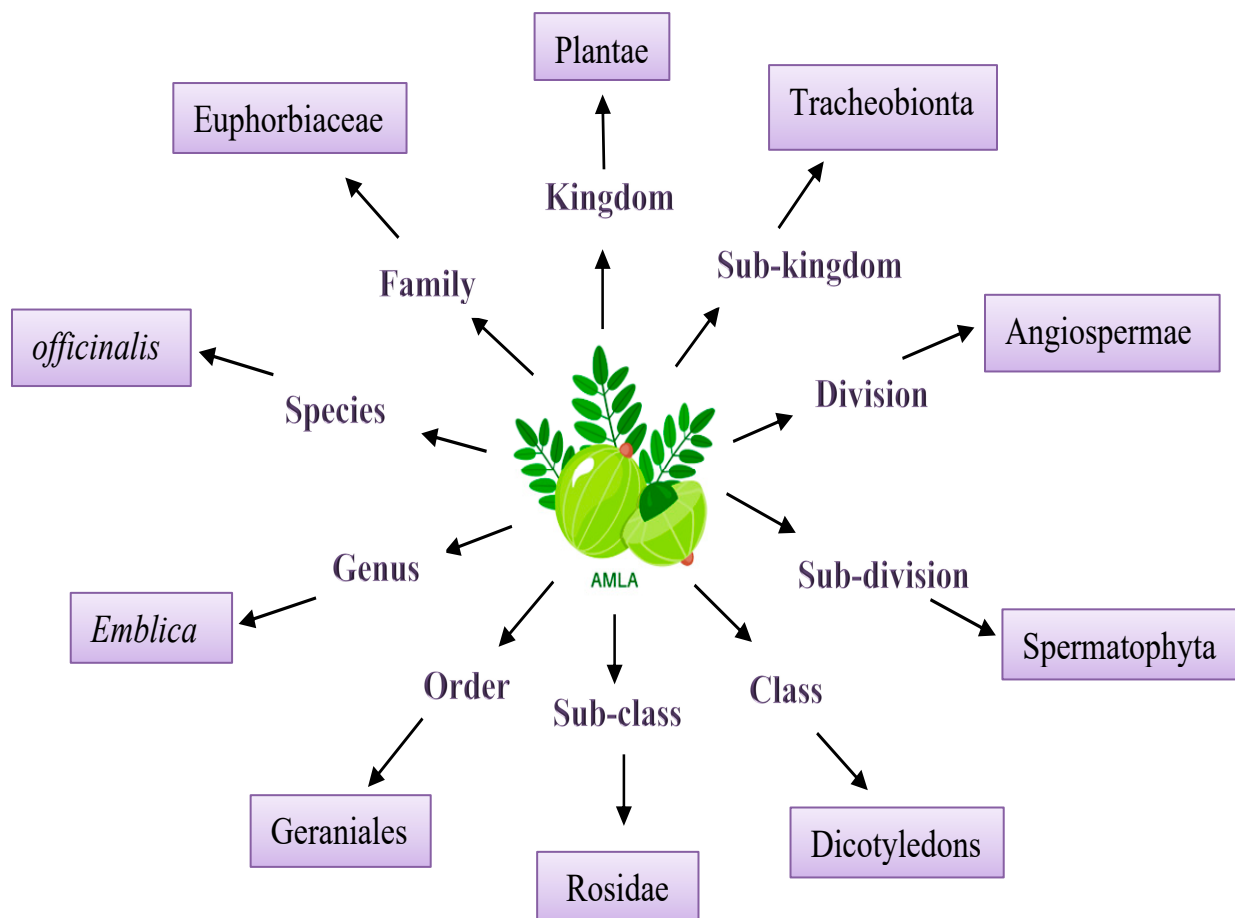 Plantae
Kingdom
Tracheobionta
Sub-kingdom
Angiospermae
Division
Sub-division
Spermatophyta
Class
Dicotyledons
Sub-class
Rosidae
Order
Geraniales
Genus
Emblica
Species
officinalis
Family
Euphorbiaceae
AMLA